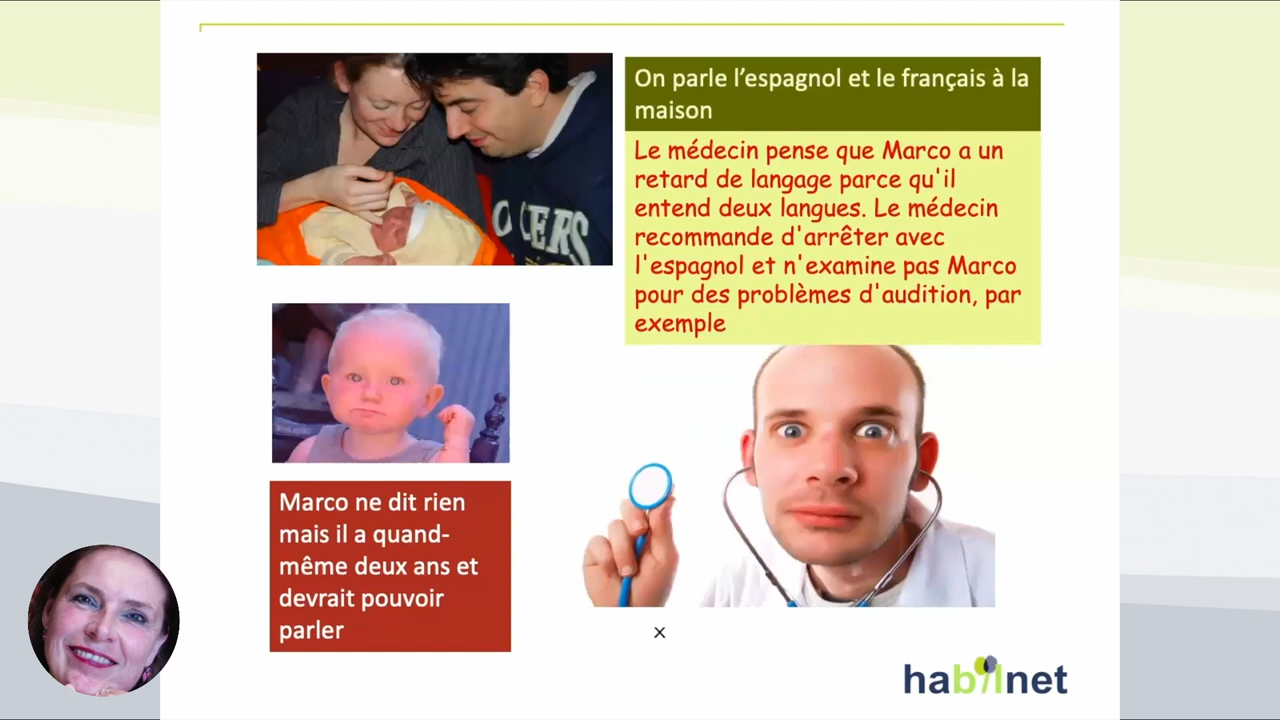 On parle l’espagnol et le français à la
maison
Le médecin pense que Marco a un
retard de langage parce qu'il
entend deux langues. Le médecin
recommande d'arrêter avec
l'espagnol et n'examine pas Marco
pour des problèmes d'audition, par
exemple
Marco ne dit rien
mais il a quand-
même deux ans et
devrait pouvoir
parler
x
habilnet